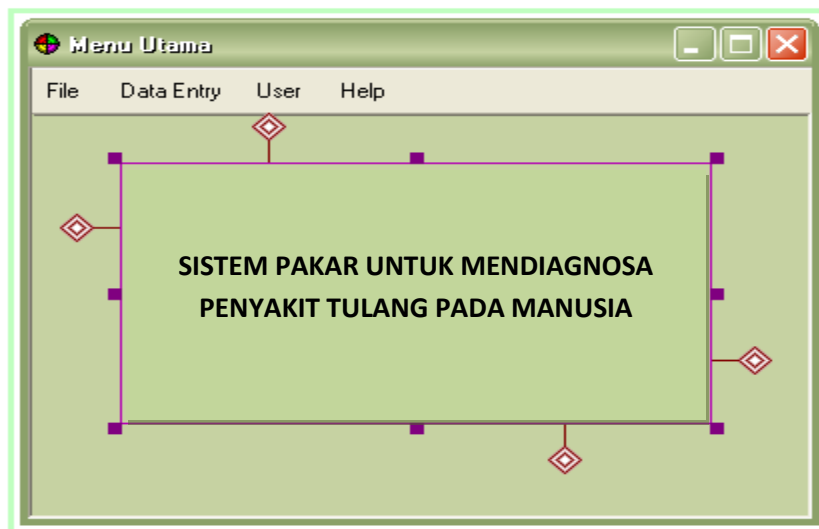 Menu Utama
File Data Entry User Help
SISTEM PAKAR UNTUK MENDIAGNOSA
PENYAKIT TULANG PADA MANUSIA